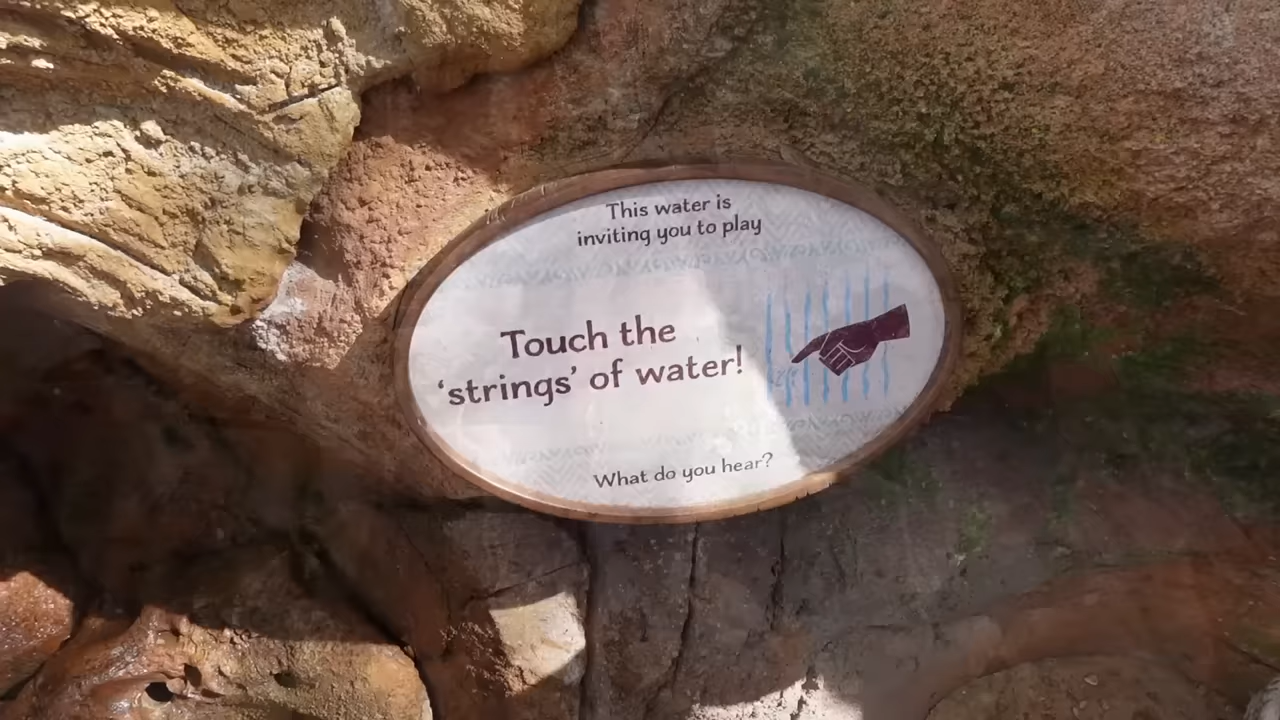 This water is
inviting you to play
Touch the
‘strings’ of water!
What do you hear?